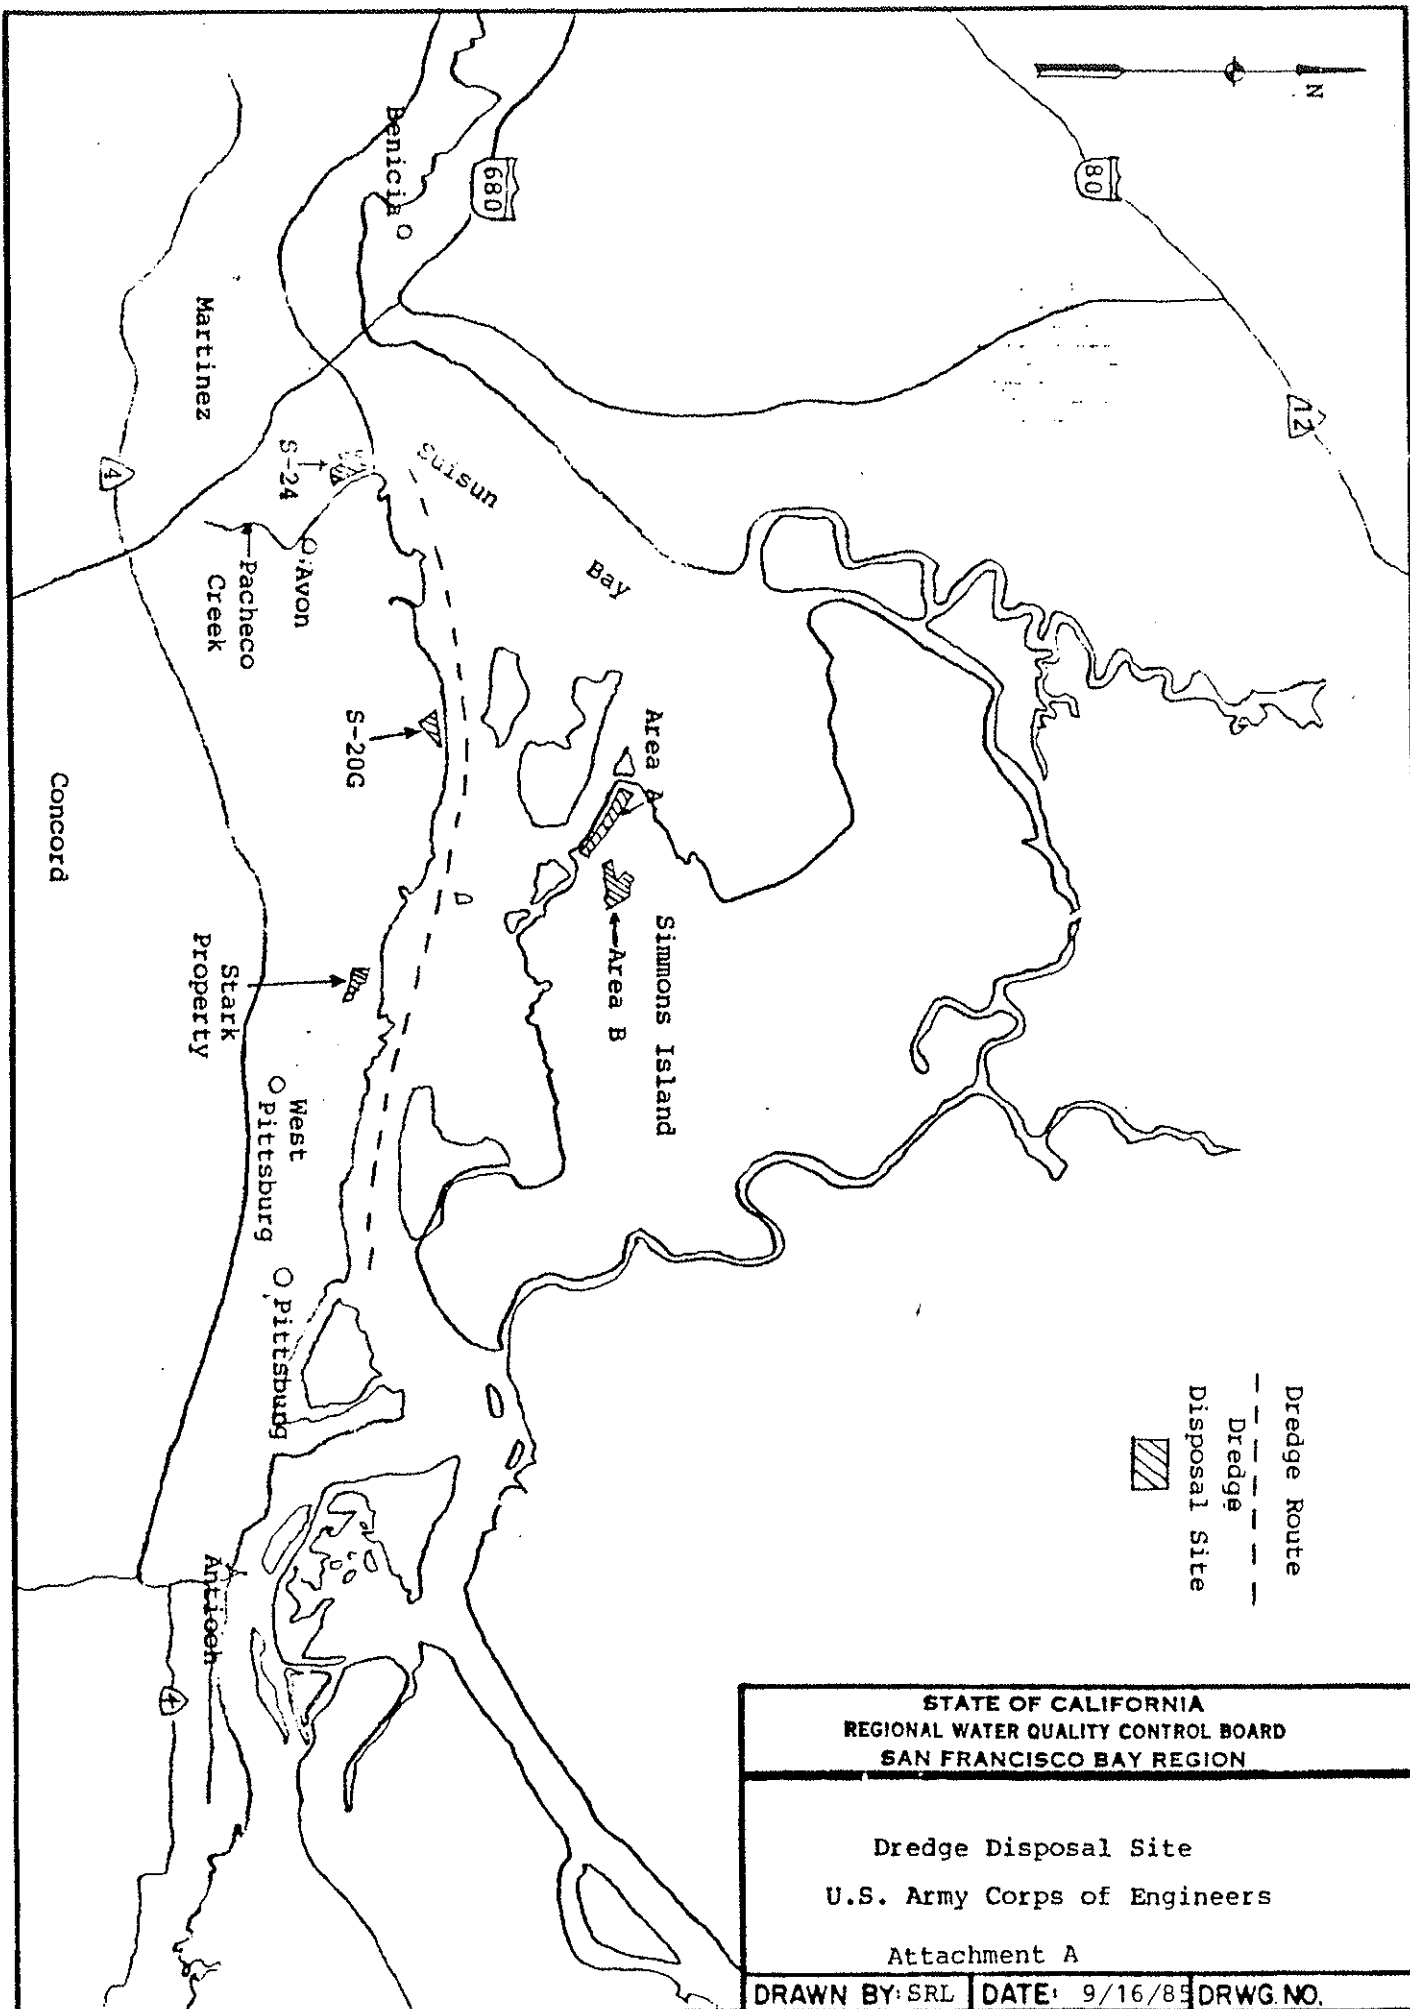 N
80
680
12
Benicia
Martinez
4
S-24
Suisun
Bay
Avon
Pacheco
Creek
S-20G
Area A
Area B
Simmons Island
Concord
Stark
Property
West
Pittsburg
Pittsburg
Antioch
4
Dredge Route
Dredge
Disposal Site
STATE OF CALIFORNIA
REGIONAL WATER QUALITY CONTROL BOARD
SAN FRANCISCO BAY REGION
Dredge Disposal Site
U.S. Army Corps of Engineers
Attachment A
DRAWN BY: SRL DATE: 9/16/85 DRWG. NO.